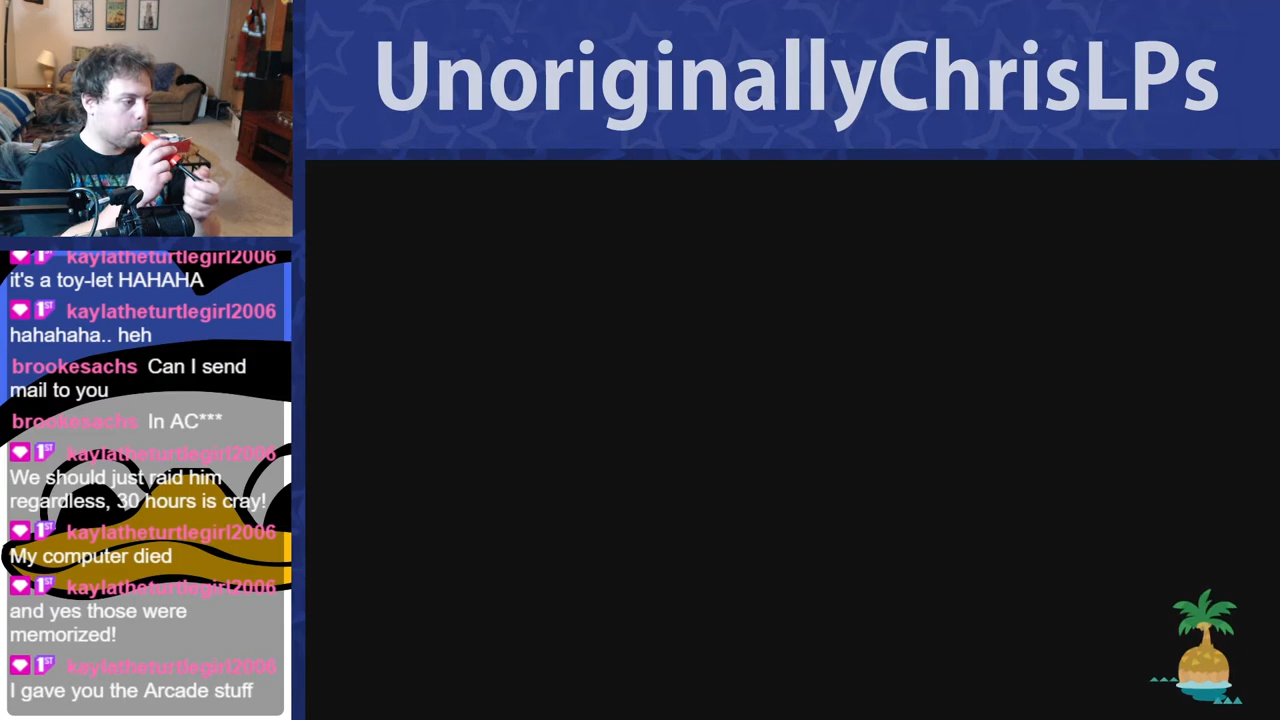 UnoriginallyChrisLPs
kaylatheturtlegirl2006
it's a toy-let HAHAHA
kaylatheturtlegirl2006
hahahaha.. heh
brookesachs Can I send
mail to you
brookesachs In AC***
kaylatheturtlegirl2006
We should just raid him
regardless, 30 hours is cray!
kaylatheturtlegirl2006
My computer died
kaylatheturtlegirl2006
and yes those were
memorized!
kaylatheturtlegirl2006
I gave you the Arcade stuff